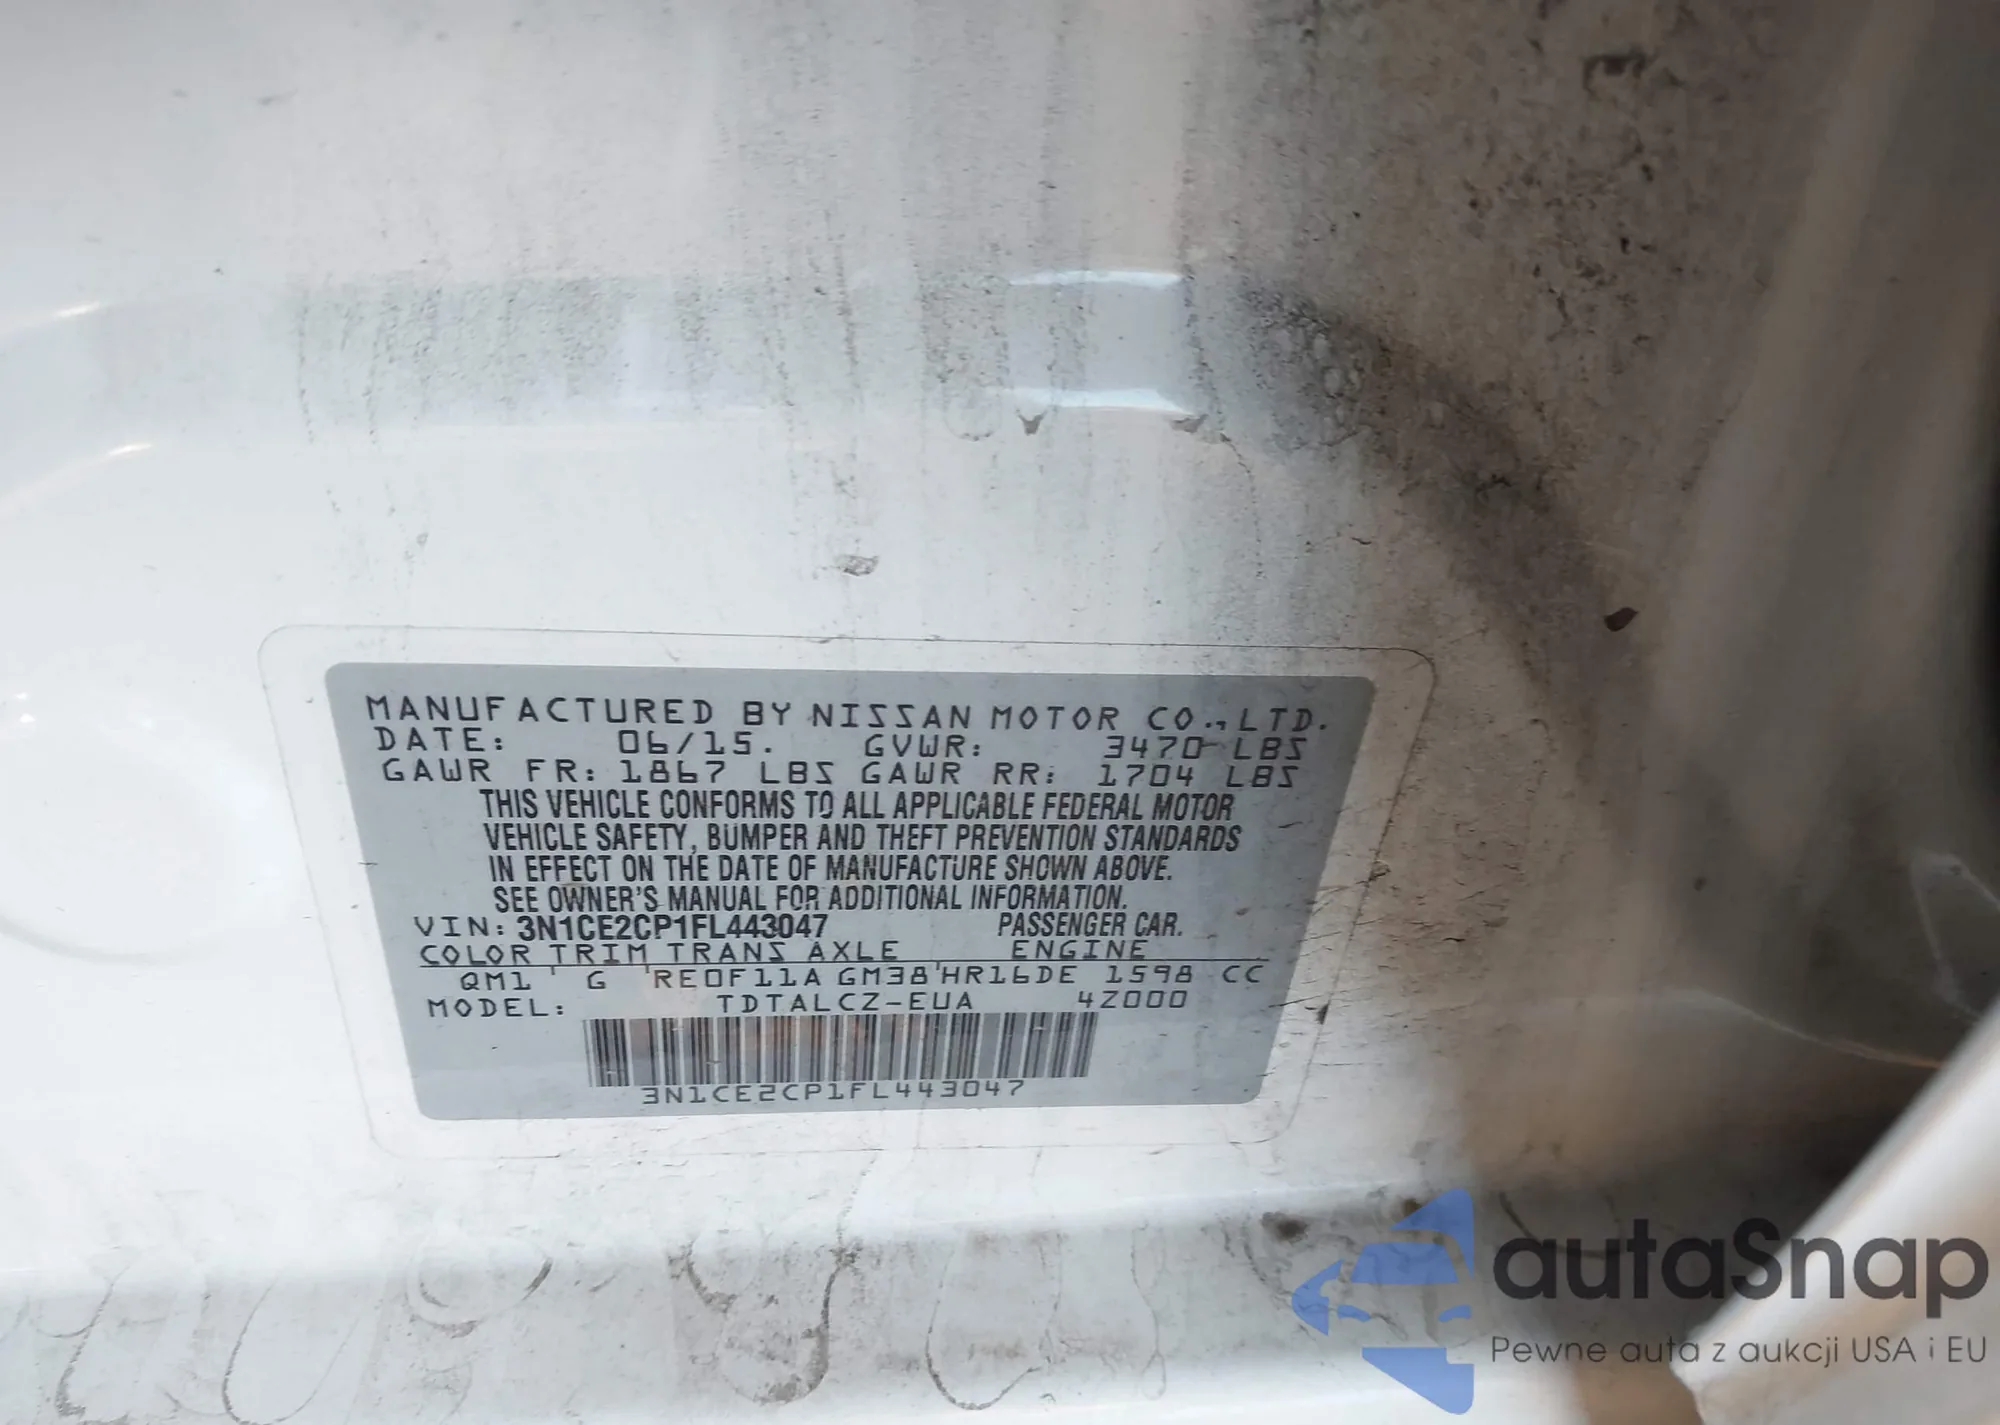 MANUFACTURED BY NISSAN MOTOR CO., LTD.
DATE: 06/15. GVWR: 3470 LBS
GAWR FR: 1867 LBS GAWR RR: 1704 LBS
THIS VEHICLE CONFORMS TO ALL APPLICABLE FEDERAL MOTOR
VEHICLE SAFETY, BUMPER AND THEFT PREVENTION STANDARDS
IN EFFECT ON THE DATE OF MANUFACTURE SHOWN ABOVE.
SEE OWNER'S MANUAL FOR ADDITIONAL INFORMATION.
VIN: 3N1CE2CP1FL443047 PASSENGER CAR.
COLOR TRIM TRANS AXLE ENGINE
QM1 G RE0F11A GM38 HR16DE 1598 CC
MODEL: TDTALCZ-EUA 4Z000
3N1CE2CP1FL443047
autaSnap
Pewne auta z aukcji USA i EU